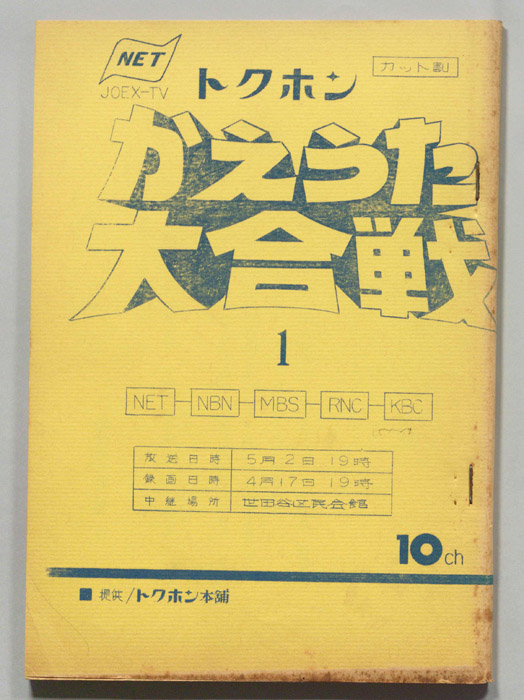 NET
JOEX-TV
カット割
トクホン
かえうた
大合戦
1
NET NBN MBS RNC KBC
放送日時 5月2日 19時
録画日時 4月17日 19時
中継場所 世田谷区民会館
10ch
■ 提供/トクホン本舗